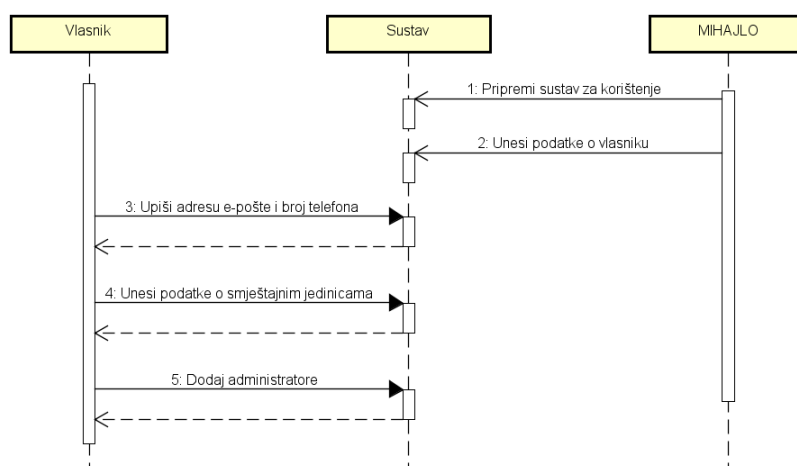 Vlasnik
Sustav
MIHAJLO
1: Pripremi sustav za korištenje
2: Unesi podatke o vlasniku
3: Upiši adresu e-pošte i broj telefona
4: Unesi podatke o smještajnim jedinicama
5: Dodaj administratore